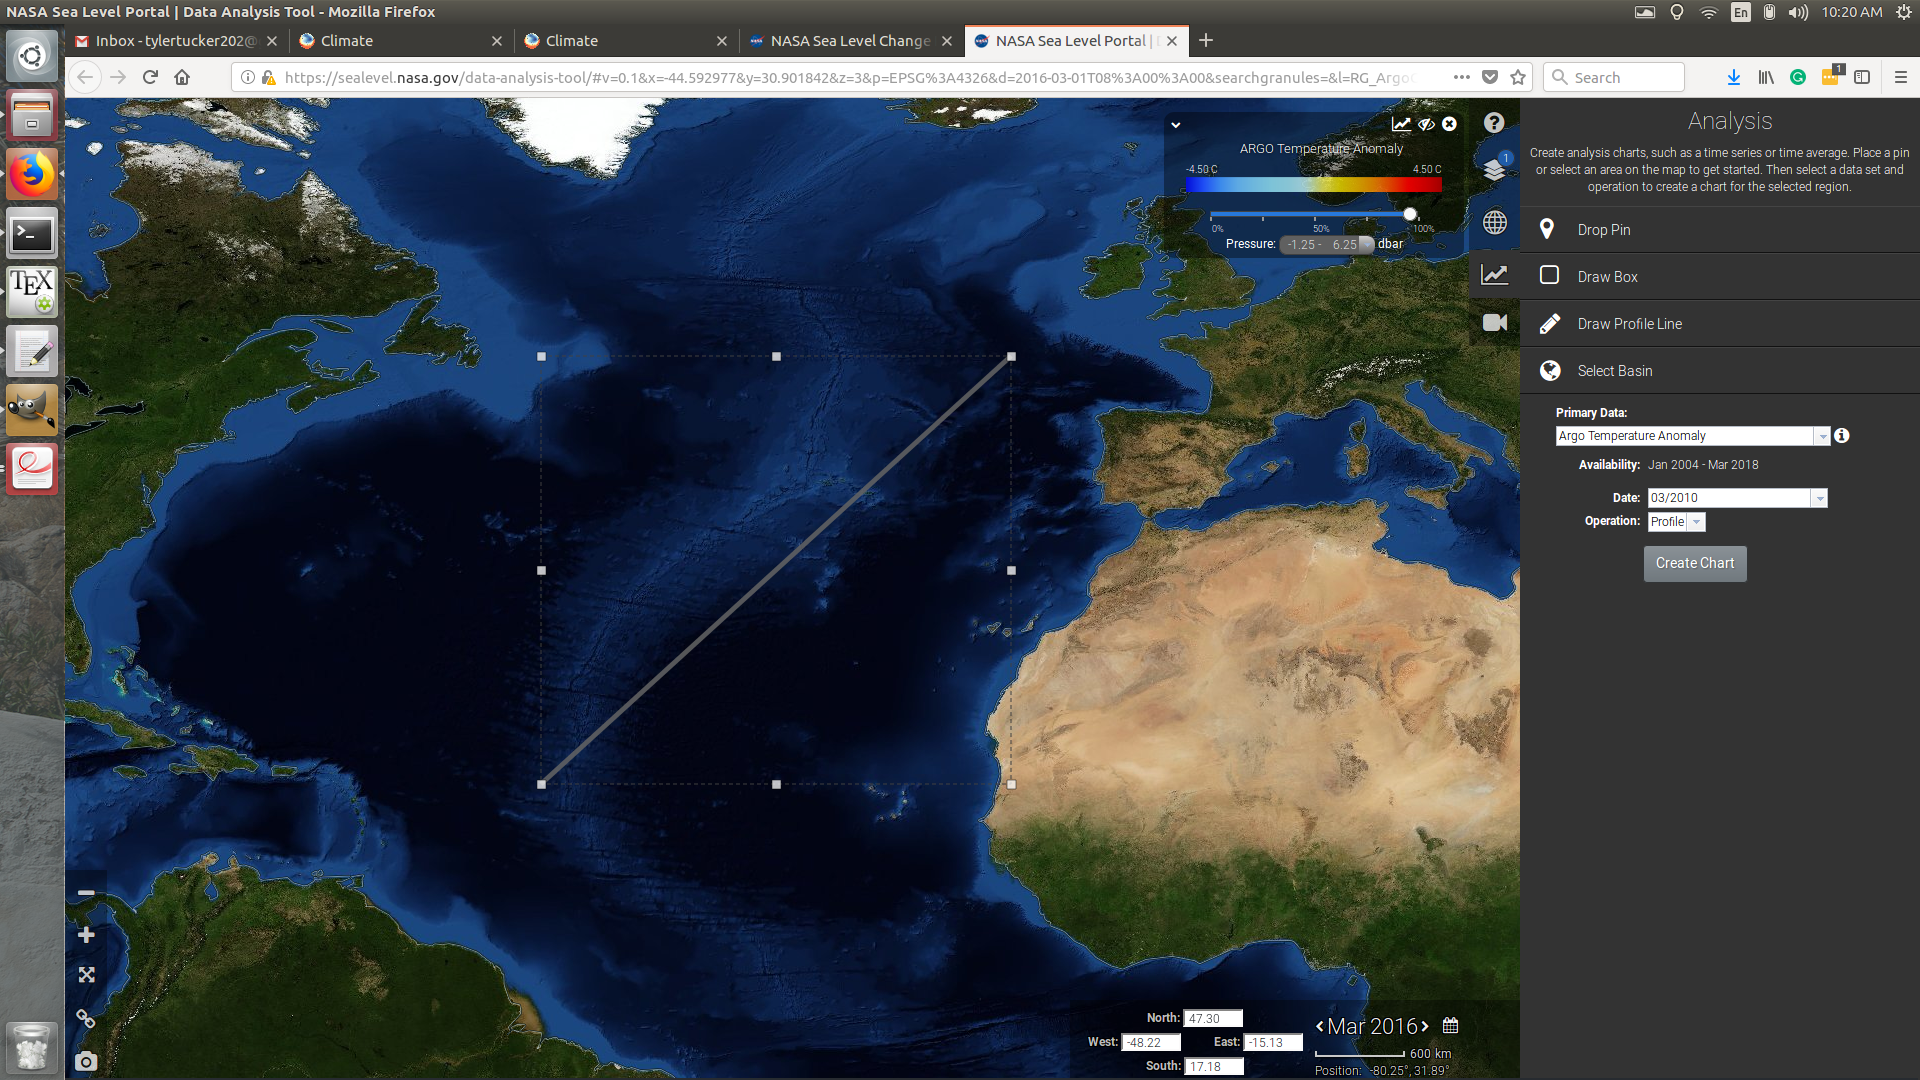 NASA Sea Level Portal | Data Analysis Tool - Mozilla Firefox
En
10:20 AM
Inbox - tylertucker202@
Climate
Climate
NASA Sea Level Change
NASA Sea Level Portal |
https://sealevel.nasa.gov/data-analysis-tool/#v=0.1&x=-44.592977&y=30.901842&z=3&p=EPSG%3A4326&d=2016-03-01T08%3A00%3A00&searchgranules=&l=RG_Argo
Search
1
TEX
ARGO Temperature Anomaly
-4.50 C
4.50 C
0%
50%
100%
Pressure: -1.25 - 6.25 dbar
1
Analysis
Create analysis charts, such as a time series or time average. Place a pin
or select an area on the map to get started. Then select a data set and
operation to create a chart for the selected region.
Drop Pin
Draw Box
Draw Profile Line
Select Basin
Primary Data:
Argo Temperature Anomaly
Availability: Jan 2004 - Mar 2018
Date: 03/2010
Operation: Profile
Create Chart
North: 47.30
West: -48.22
East: -15.13
South: 17.18
Mar 2016
600 km
Position: -80.25°, 31.89°